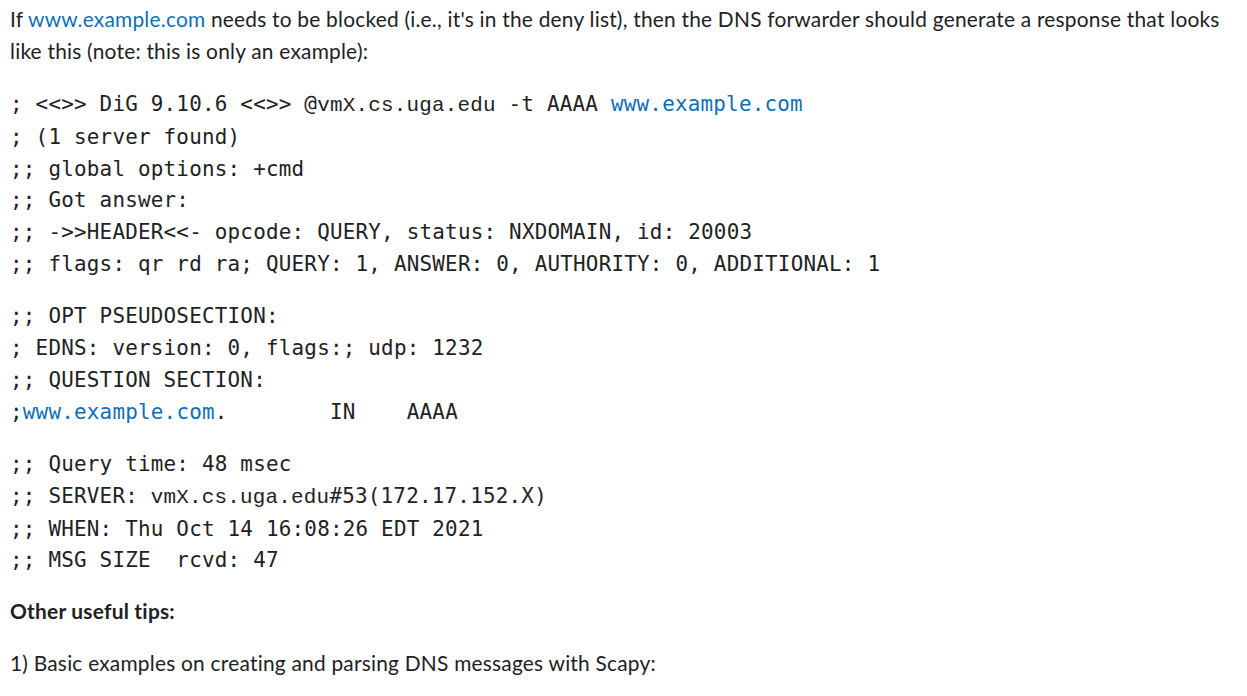 If www.example.com needs to be blocked (i.e., it's in the deny list), then the DNS forwarder should generate a response that looks
like this (note: this is only an example):
; <<>> DiG 9.10.6 <<>> @vmX.cs.uga.edu -t AAAA www.example.com
; (1 server found)
;; global options: +cmd
;; Got answer:
;; ->>HEADER<<- opcode: QUERY, status: NXDOMAIN, id: 20003
;; flags: qr rd ra; QUERY: 1, ANSWER: 0, AUTHORITY: 0, ADDITIONAL: 1
;; OPT PSEUDOSECTION:
; EDNS: version: 0, flags:; udp: 1232
;; QUESTION SECTION:
;www.example.com. IN AAAA
;; Query time: 48 msec
;; SERVER: vmX.cs.uga.edu#53(172.17.152.X)
;; WHEN: Thu Oct 14 16:08:26 EDT 2021
;; MSG SIZE rcvd: 47
Other useful tips:
1) Basic examples on creating and parsing DNS messages with Scapy: